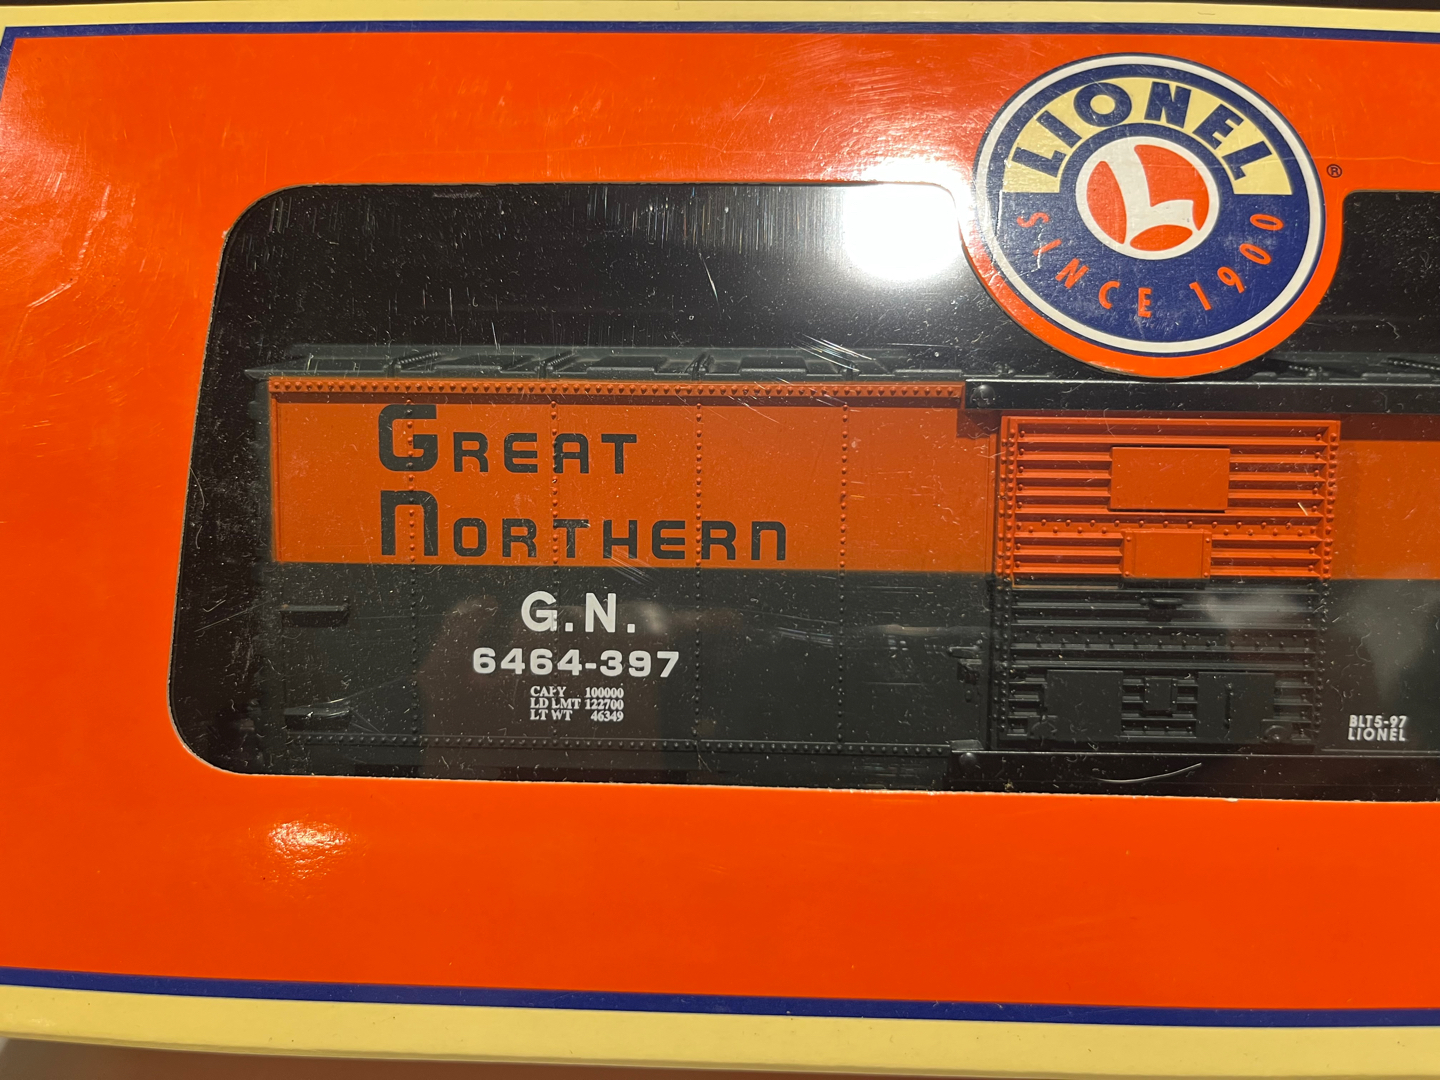 LIONEL
L
SINCE 1900
®
GREAT
NORTHERN
G.N.
6464-397
CAPY 100000
LD LMT 122700
LT WT 46349
BLT5-97
LIONEL